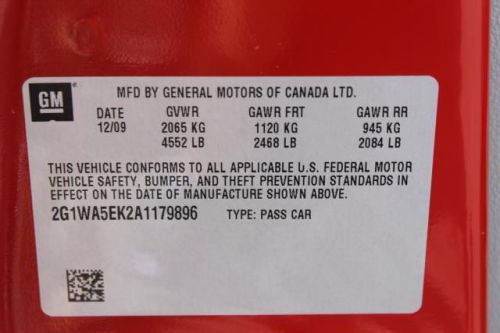 GM MFD BY GENERAL MOTORS OF CANADA LTD.
DATE GVWR GAWR FRT GAWR RR
12/09 2065 KG 1120 KG 945 KG
4552 LB 2468 LB 2084 LB
THIS VEHICLE CONFORMS TO ALL APPLICABLE U.S. FEDERAL MOTOR
VEHICLE SAFETY, BUMPER, AND THEFT PREVENTION STANDARDS IN
EFFECT ON THE DATE OF MANUFACTURE SHOWN ABOVE.
2G1WA5EK2A1179896 TYPE: PASS CAR